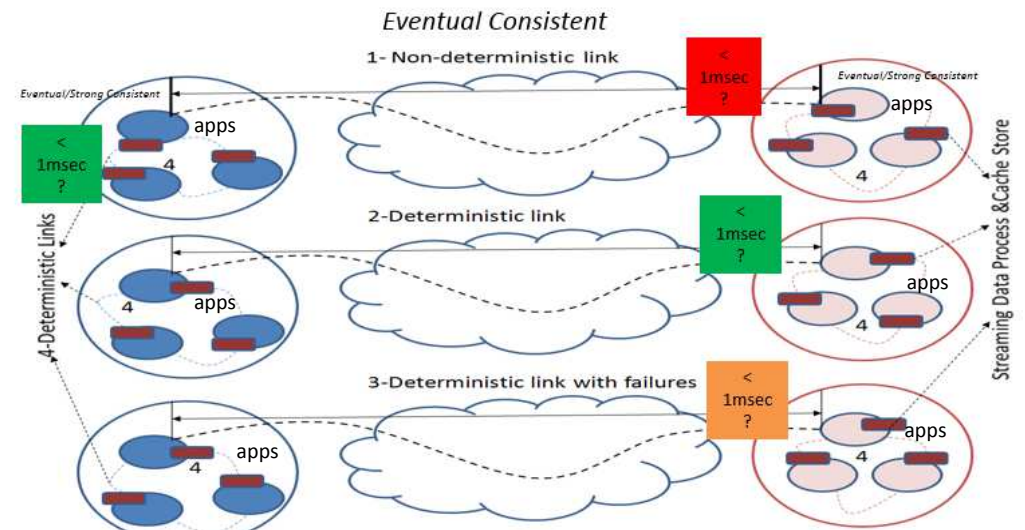 Eventual Consistent
1- Non-deterministic link
<
1msec
?
Eventual/Strong Consistent
Eventual/Strong Consistent
apps
apps
<
1msec
?
4
4
2-Deterministic link
<
1msec
?
4-Deterministic Links
Streaming Data Process &Cache Store
apps
4
apps
4
3-Deterministic link with failures
<
1msec
?
apps
4
apps
4